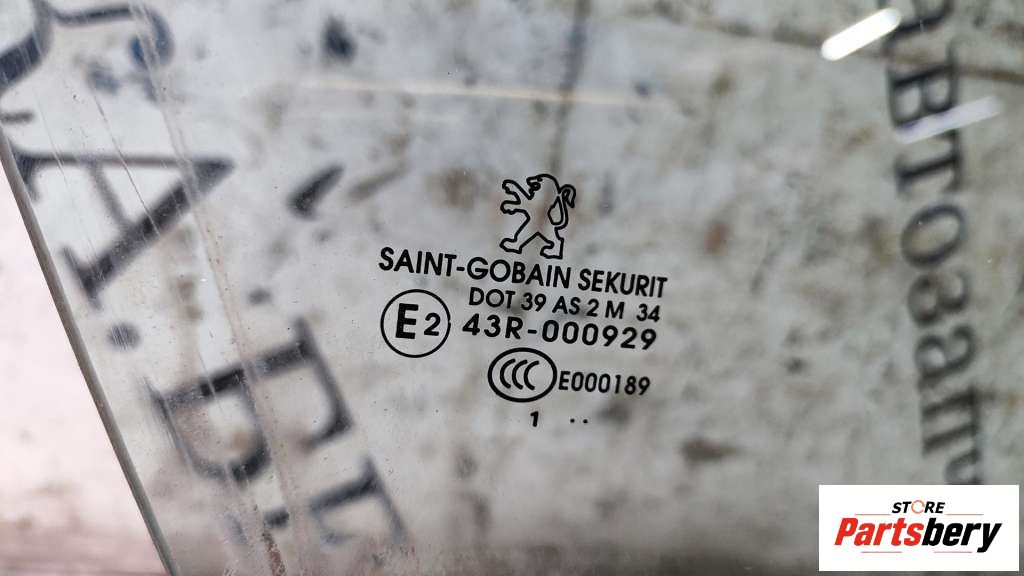 SAINT-GOBAIN SEKURIT
DOT 39 AS 2 M 34
E2 43R-000929
CCC E000189
1 ..
STORE
Partsbery